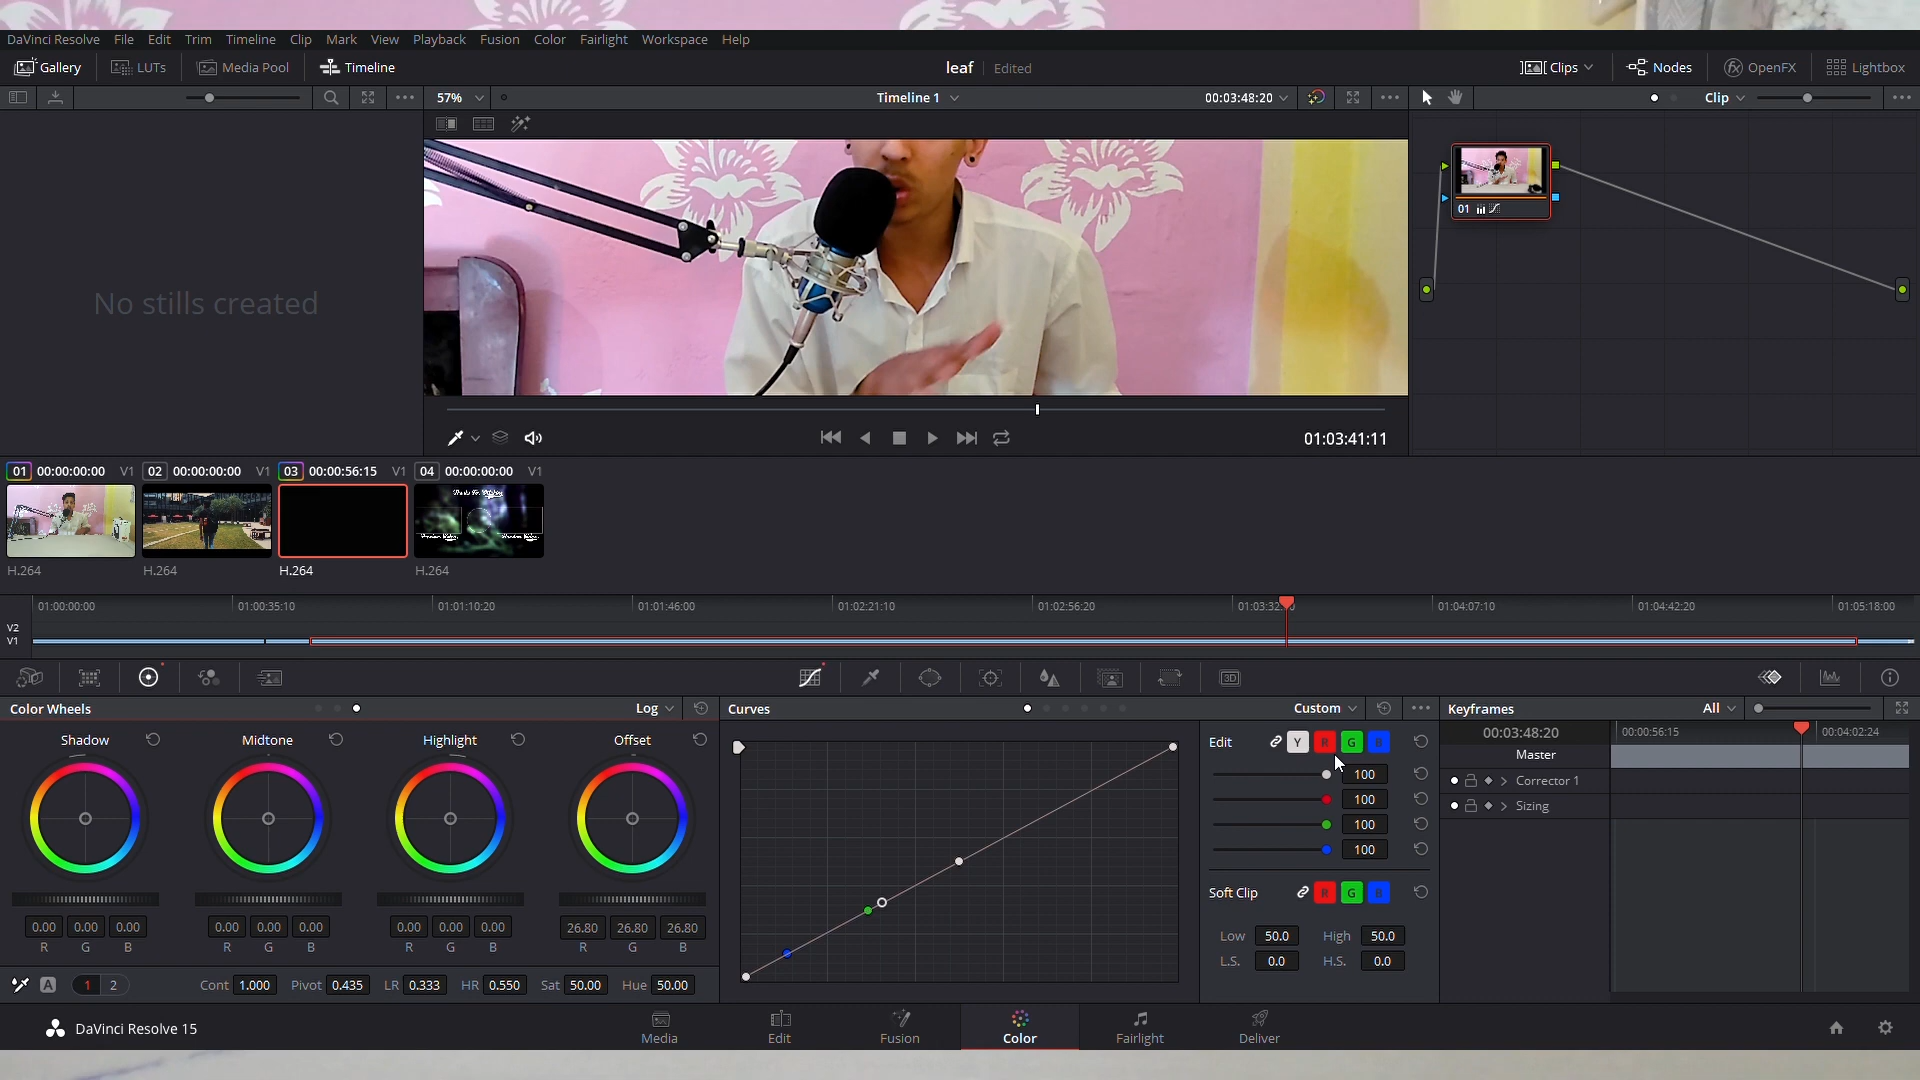 DaVinci Resolve File Edit Trim Timeline Clip Mark View Playback Fusion Color Fairlight Workspace Help
Gallery LUTs Media Pool Timeline leaf Edited Clips Nodes OpenFX Lightbox
57% Timeline 1 00:03:48:20 Clip
No stills created
01
01:03:41:11
01 00:00:00:00 V1 02 00:00:00:00 V1 03 00:00:56:15 V1 04 00:00:00:00 V1
H.264 H.264 H.264 H.264
01:00:00:00 01:00:35:10 01:01:10:20 01:01:46:00 01:02:21:10 01:02:56:20 01:03:32 01:04:07:10 01:04:42:20 01:05:18:00
V2
V1
3D
Color Wheels Log Curves Custom Keyframes All
Shadow Midtone Highlight Offset
Edit Y R G B
100
100
100
100
Soft Clip R G B
Low 50.0 High 50.0
L.S. 0.0 H.S. 0.0
00:03:48:20 00:00:56:15 00:04:02:24
Master
Corrector 1
Sizing
0.00 0.00 0.00 0.00 0.00 0.00 0.00 0.00 0.00 26.80 26.80 26.80
R G B R G B R G B R G B
A 1 2 Cont 1.000 Pivot 0.435 LR 0.333 HR 0.550 Sat 50.00 Hue 50.00
DaVinci Resolve 15 Media Edit Fusion Color Fairlight Deliver